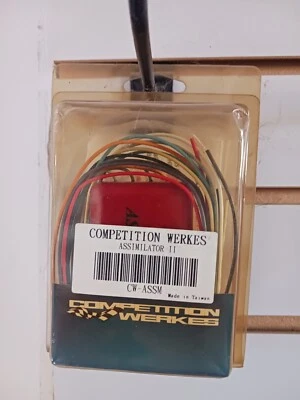 COMPETITION WERKES
ASSIMILATOR II
CW-ASSM
Made in Taiwan
COMPETITION
WERKES